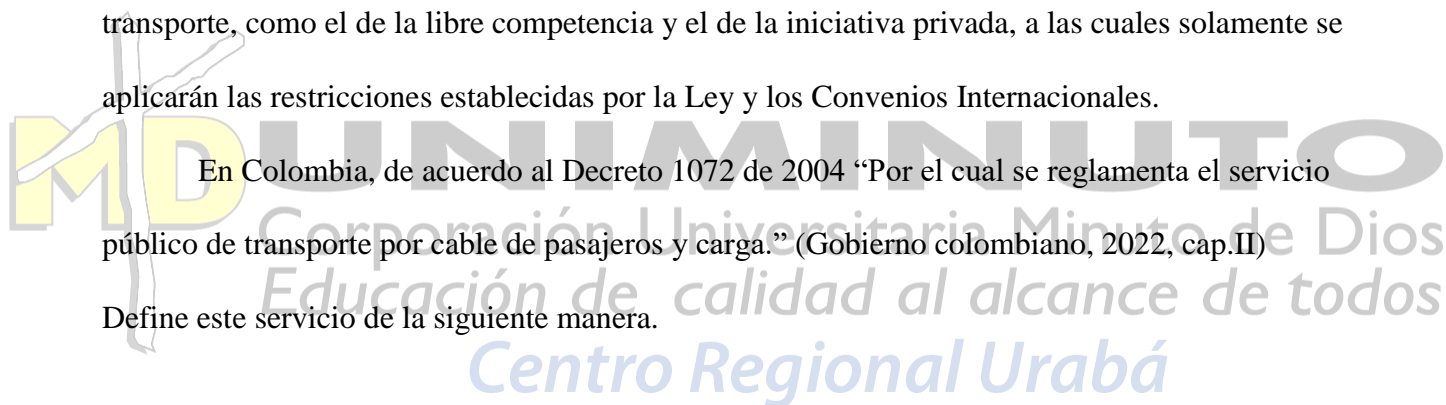 transporte, como el de la libre competencia y el de la iniciativa privada, a las cuales solamente se
aplicarán las restricciones establecidas por la Ley y los Convenios Internacionales.
MD UNIMINUTO
En Colombia, de acuerdo al Decreto 1072 de 2004 “Por el cual se reglamenta el servicio
Corporación Universitaria Minuto de Dios
público de transporte por cable de pasajeros y carga.” (Gobierno colombiano, 2022, cap.II)
Educación de calidad al alcance de todos
Define este servicio de la siguiente manera.
Centro Regional Urabá